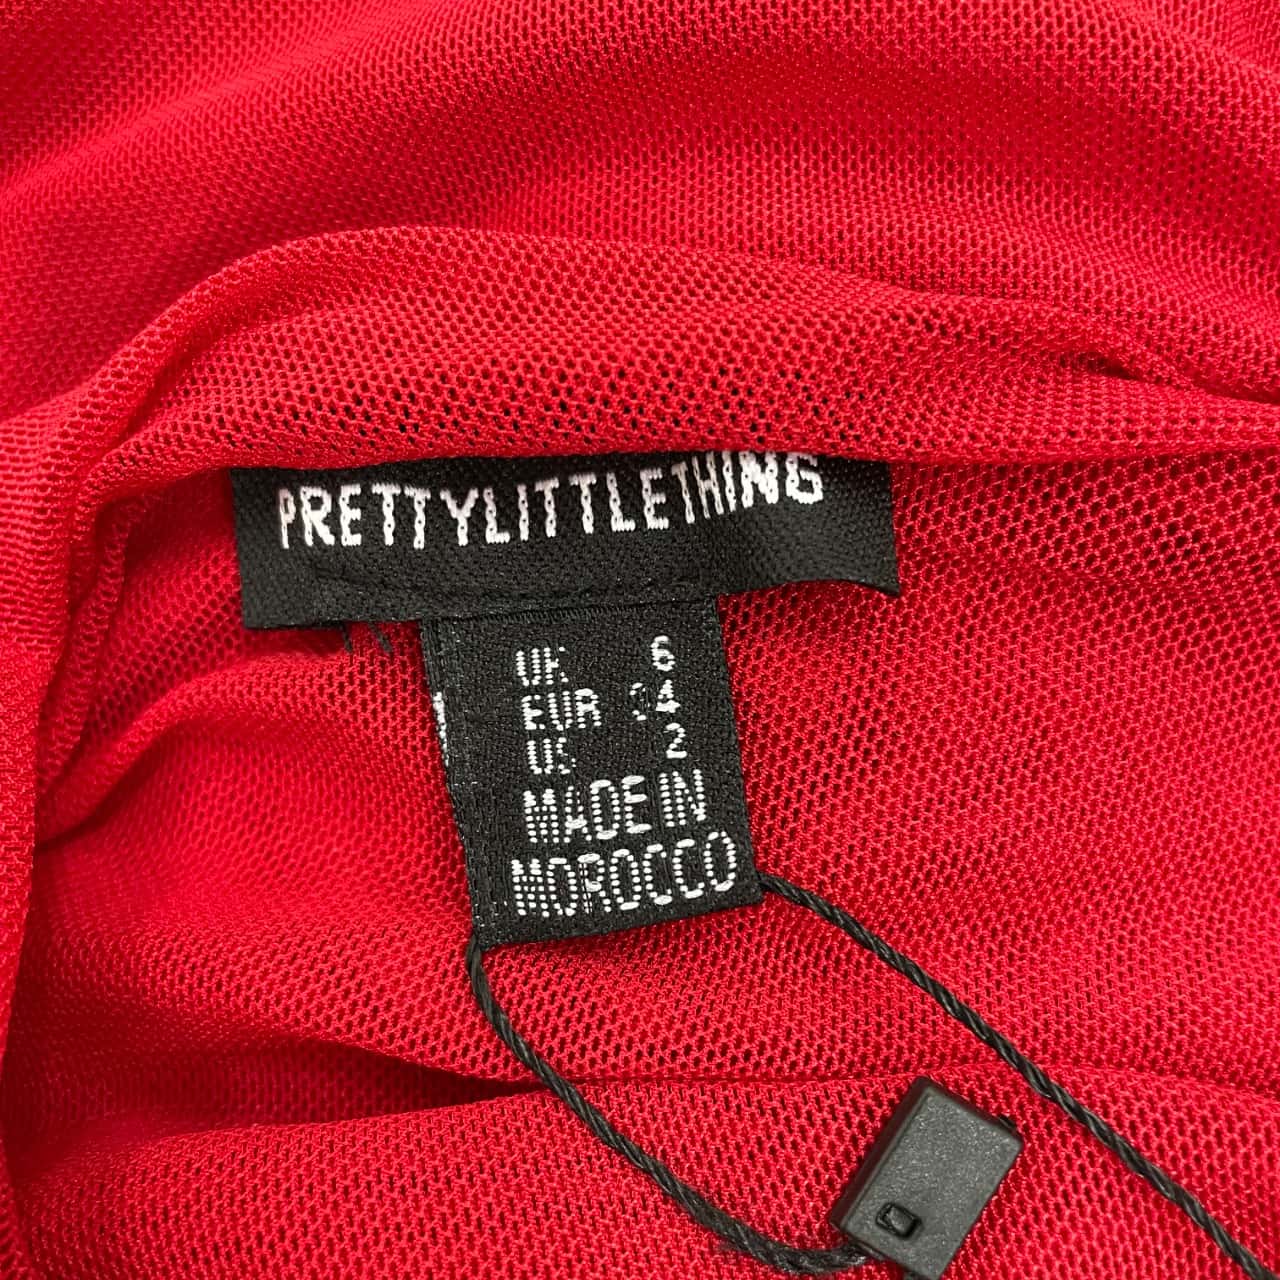 PRETTYLITTLETHING
UK 6
EUR 34
US 2
MADE IN
MOROCCO